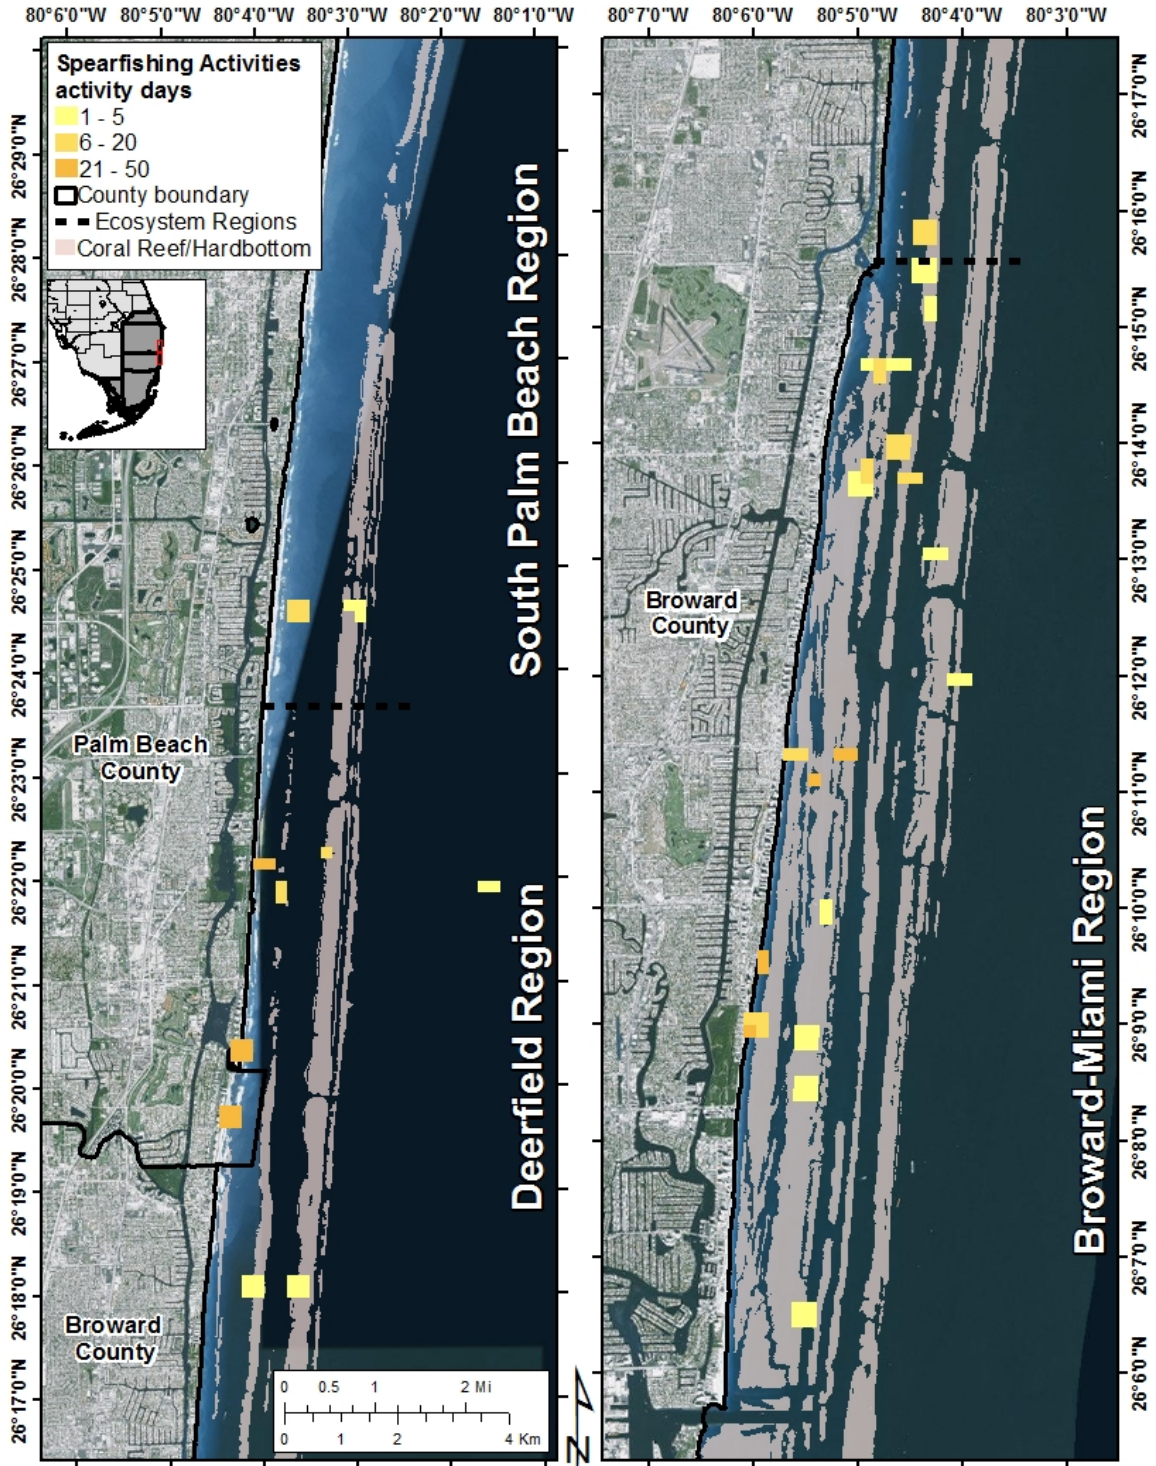 80°6'0"W 80°5'0"W 80°4'0"W 80°3'0"W 80°2'0"W 80°1'0"W
80°7'0"W 80°6'0"W 80°5'0"W 80°4'0"W 80°3'0"W
Spearfishing Activities
activity days
1 - 5
6 - 20
21 - 50
County boundary
Ecosystem Regions
Coral Reef/Hardbottom
26°29'0"N
26°28'0"N
26°27'0"N
26°26'0"N
26°25'0"N
26°24'0"N
26°23'0"N
26°22'0"N
26°21'0"N
26°20'0"N
26°19'0"N
26°18'0"N
26°17'0"N
South Palm Beach Region
Palm Beach
County
Deerfield Region
Broward
County
0 0.5 1 2 Mi
0 1 2 4 Km
N
Broward
County
Broward-Miami Region
26°17'0"N
26°16'0"N
26°15'0"N
26°14'0"N
26°13'0"N
26°12'0"N
26°11'0"N
26°10'0"N
26°9'0"N
26°8'0"N
26°7'0"N
26°6'0"N